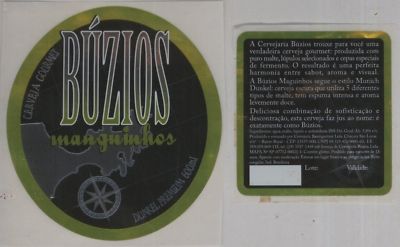 CERVEJA GOURMET
BÚZIOS
manguinhos
DUNKEL PREMIUM 600ml
A Cervejaria Búzios trouxe para você uma
verdadeira cerveja gourmet: produzida com
puro malte, lúpulos selecionados e cepas especiais
de fermento. O resultado é uma perfeita
harmonia entre sabor, aroma e visual.
A Búzios Manguinhos segue o estilo Munich
Dunkel: cerveja escura que utiliza 5 diferentes
tipos de malte, tem espuma intensa e aroma
levemente doce.
Deliciosa combinação de sofisticação e
descontração, esta cerveja faz jus ao nome: é
exatamente como Búzios.
Lote:
Validade: